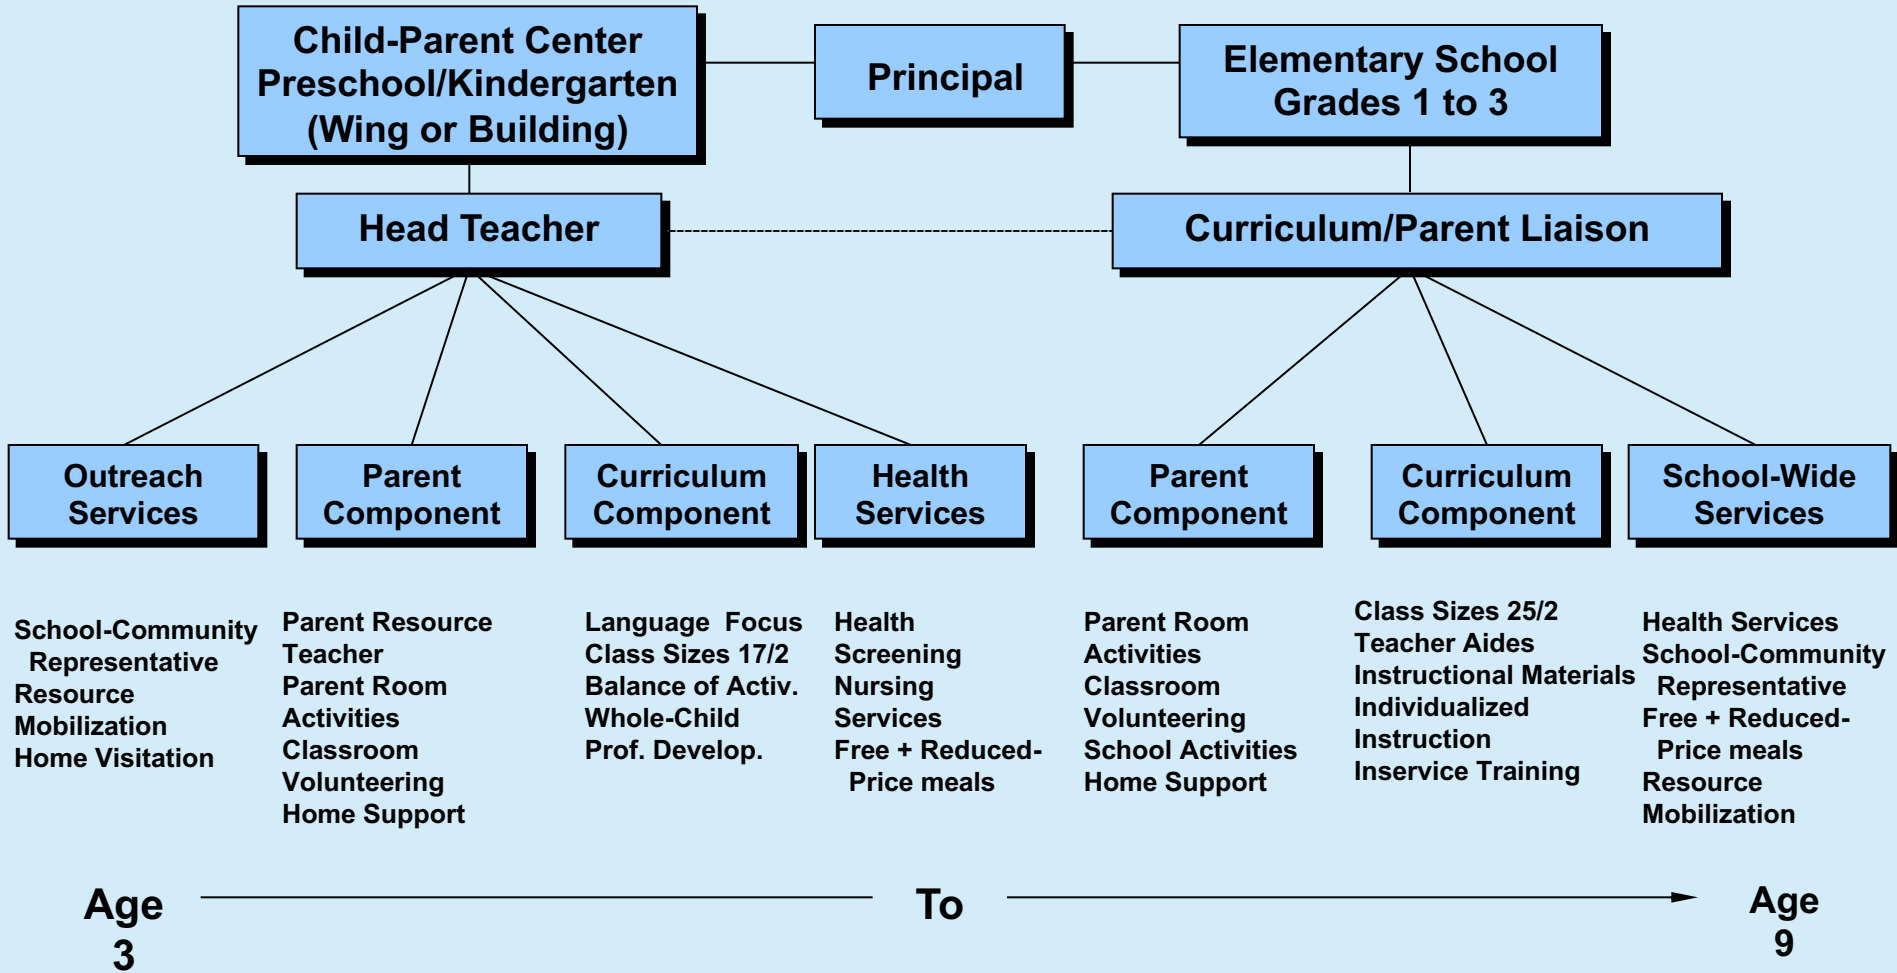 Child-Parent Center
Preschool/Kindergarten
(Wing or Building)
Principal
Elementary School
Grades 1 to 3
Head Teacher
Curriculum/Parent Liaison
Outreach
Services
Parent
Component
Curriculum
Component
Health
Services
Parent
Component
Curriculum
Component
School-Wide
Services
School-Community
Representative
Resource
Mobilization
Home Visitation
Parent Resource
Teacher
Parent Room
Activities
Classroom
Volunteering
Home Support
Language Focus
Class Sizes 17/2
Balance of Activ.
Whole-Child
Prof. Develop.
Health
Screening
Nursing
Services
Free + Reduced-
Price meals
Parent Room
Activities
Classroom
Volunteering
School Activities
Home Support
Class Sizes 25/2
Teacher Aides
Instructional Materials
Individualized
Instruction
Inservice Training
Health Services
School-Community
Representative
Free + Reduced-
Price meals
Resource
Mobilization
Age
3
To
Age
9